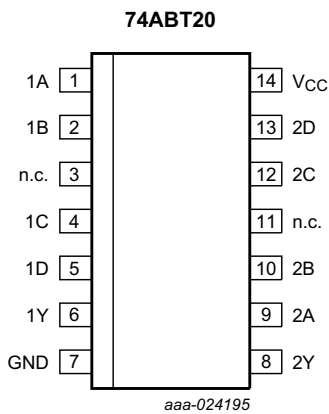 74ABT20
1A 1 14 VCC
1B 2 13 2D
n.c. 3 12 2C
1C 4 11 n.c.
1D 5 10 2B
1Y 6 9 2A
GND 7 8 2Y
aaa-024195